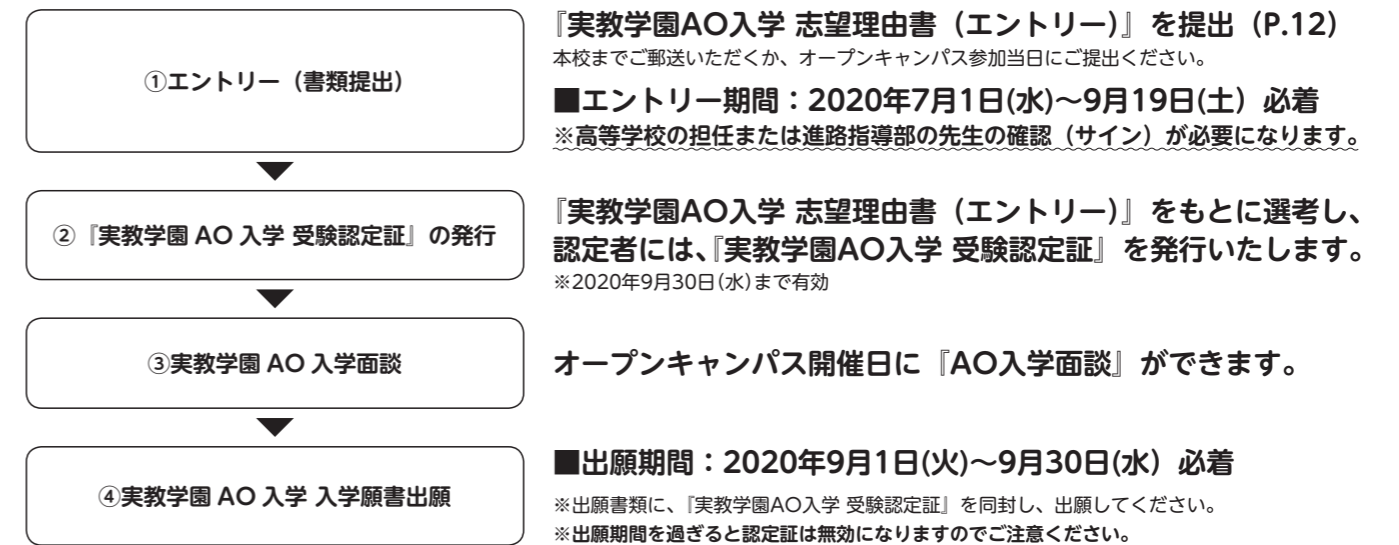 ①エントリー（書類提出）
『実教学園AO入学 志望理由書（エントリー）』を提出（P.12）
本校までご郵送いただくか、オープンキャンパス参加当日にご提出ください。
■エントリー期間：2020年7月1日(水)～9月19日(土）必着
※高等学校の担任または進路指導部の先生の確認（サイン）が必要になります。
②『実教学園 AO 入学 受験認定証』の発行
『実教学園AO入学 志望理由書（エントリー）』をもとに選考し、
認定者には、『実教学園AO入学 受験認定証』を発行いたします。
※2020年9月30日(水)まで有効
③実教学園 AO 入学面談
オープンキャンパス開催日に『AO入学面談』ができます。
④実教学園 AO 入学 入学願書出願
■出願期間：2020年9月1日(火)～9月30日(水）必着
※出願書類に、『実教学園AO入学 受験認定証』を同封し、出願してください。
※出願期間を過ぎると認定証は無効になりますのでご注意ください。